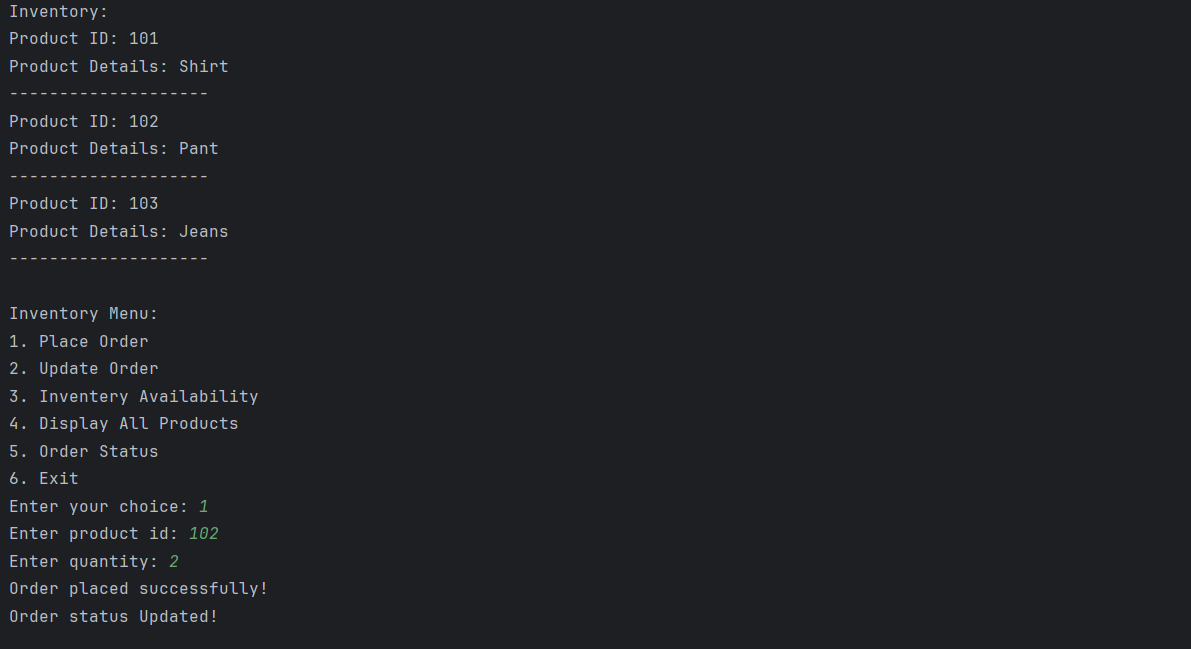 Inventory:
Product ID: 101
Product Details: Shirt
--------------------
Product ID: 102
Product Details: Pant
--------------------
Product ID: 103
Product Details: Jeans
--------------------
Inventory Menu:
1. Place Order
2. Update Order
3. Inventery Availability
4. Display All Products
5. Order Status
6. Exit
Enter your choice: 1
Enter product id: 102
Enter quantity: 2
Order placed successfully!
Order status Updated!